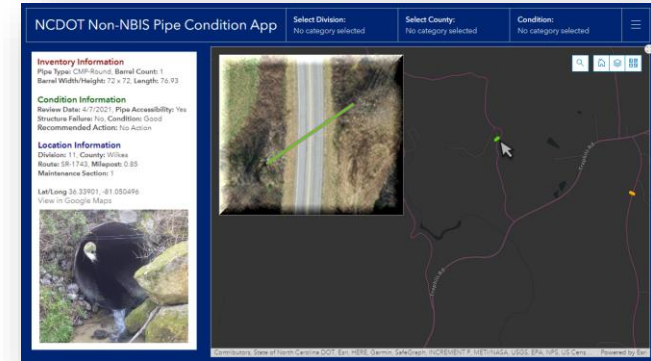 NCDOT Non-NBIS Pipe Condition App
Select Division:
No category selected
Select County:
No category selected
Condition:
No category selected
Inventory Information
Pipe Type: CMP-Round, Barrel Count: 1
Barrel Width/Height: 72 x 72, Length: 76.93
Condition Information
Review Date: 4/7/2021, Pipe Accessibility: Yes
Structure Failure: No, Condition: Good
Recommended Action: No Action
Location Information
Division: 11, County: Wilkes
Route: SR-1743, Milepost: 0.85
Maintenance Section: 1
Lat/Long 36.33901, -81.050496
View in Google Maps
Traphill Rd
Traphill Rd
Contributors, State of North Carolina DOT, Esri, HERE, Garmin, SafeGraph, INCREMENT P, METI/NASA, USGS, EPA, NPS, US Cens... Powered by Esri